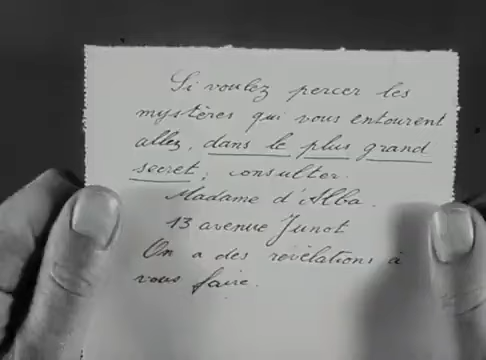 Si voulez percer les
mystères qui vous entourent
allez, dans le plus grand
secret, consulter.
Madame d'Alba.
13 avenue Junot
On a des révélations à
vous faire.